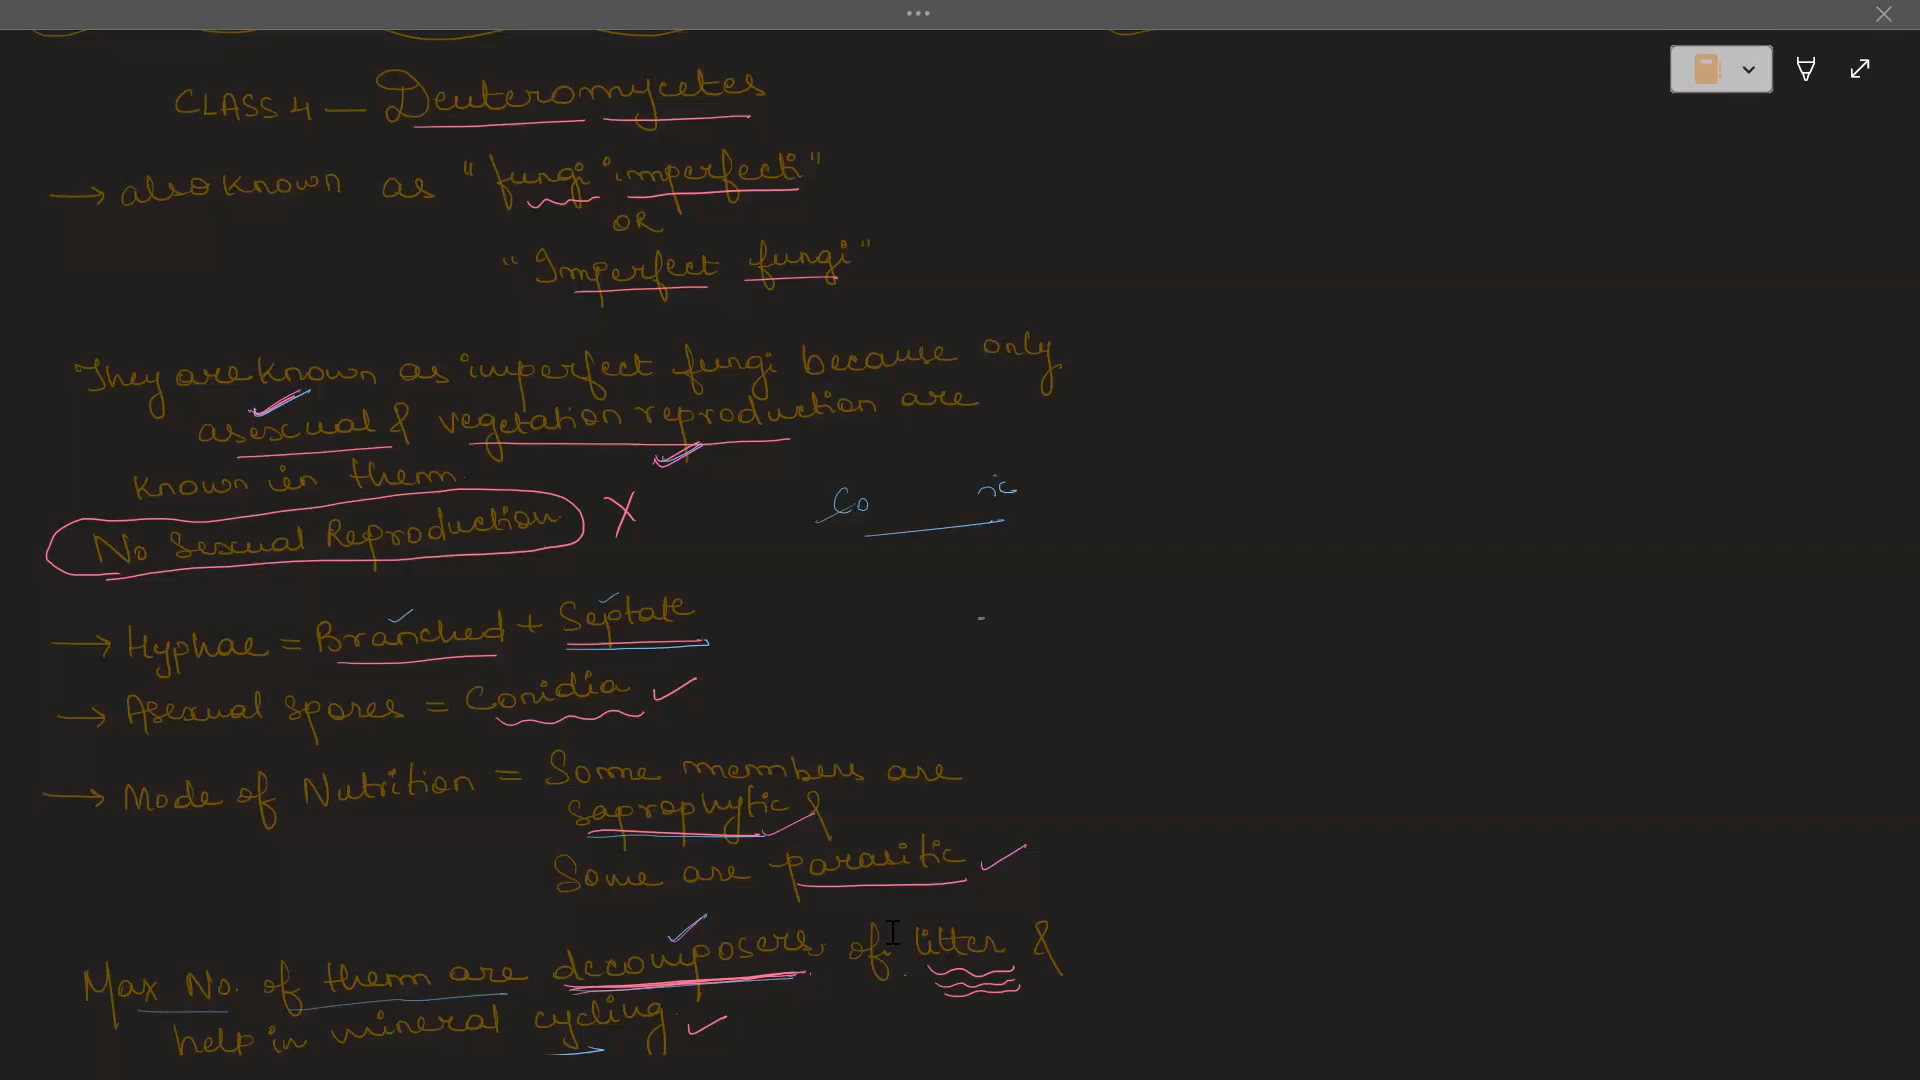 CLASS 4 — Deuteromycetes
→ also known as "fungi imperfecti"
OR
"Imperfect fungi"
They are known as imperfect fungi because only
asexual & vegetation reproduction are
known in them.
No Sexual Reproduction X
Co
→ Hyphae = Branched + Septate
→ Asexual spores = Conidia
→ Mode of Nutrition = Some members are
saprophytic &
Some are parasitic
Max No. of them are decomposers of litter &
help in mineral cycling